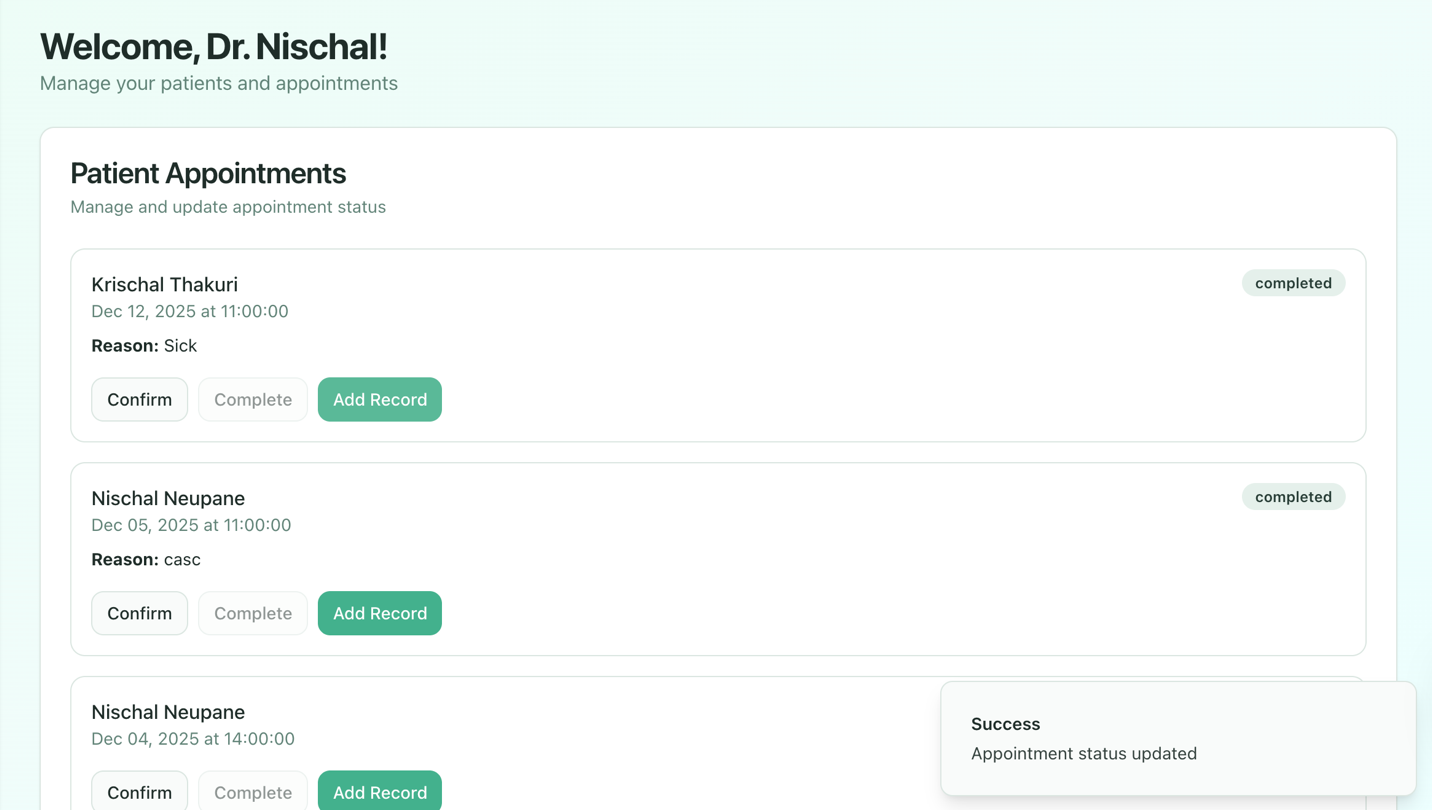 Welcome, Dr. Nischal!
Manage your patients and appointments
Patient Appointments
Manage and update appointment status
Krischal Thakuri
completed
Dec 12, 2025 at 11:00:00
Reason: Sick
Confirm Complete Add Record
Nischal Neupane
completed
Dec 05, 2025 at 11:00:00
Reason: casc
Confirm Complete Add Record
Nischal Neupane
Dec 04, 2025 at 14:00:00
Confirm Complete Add Record
Success
Appointment status updated